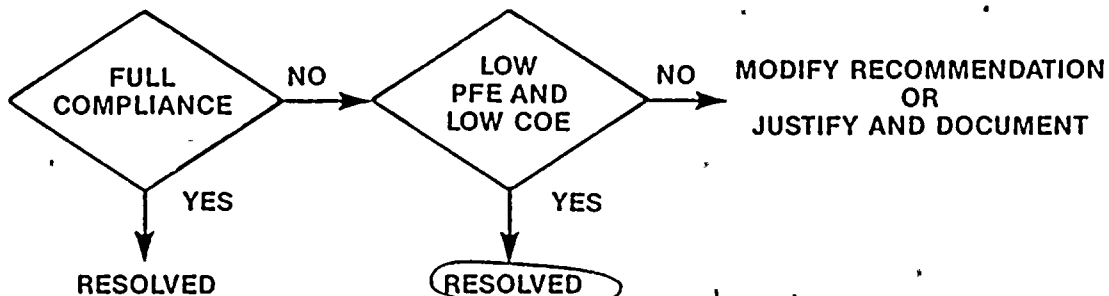 FULL
COMPLIANCE
NO
LOW
PFE AND
LOW COE
NO
MODIFY RECOMMENDATION
OR
JUSTIFY AND DOCUMENT
YES
YES
RESOLVED
RESOLVED